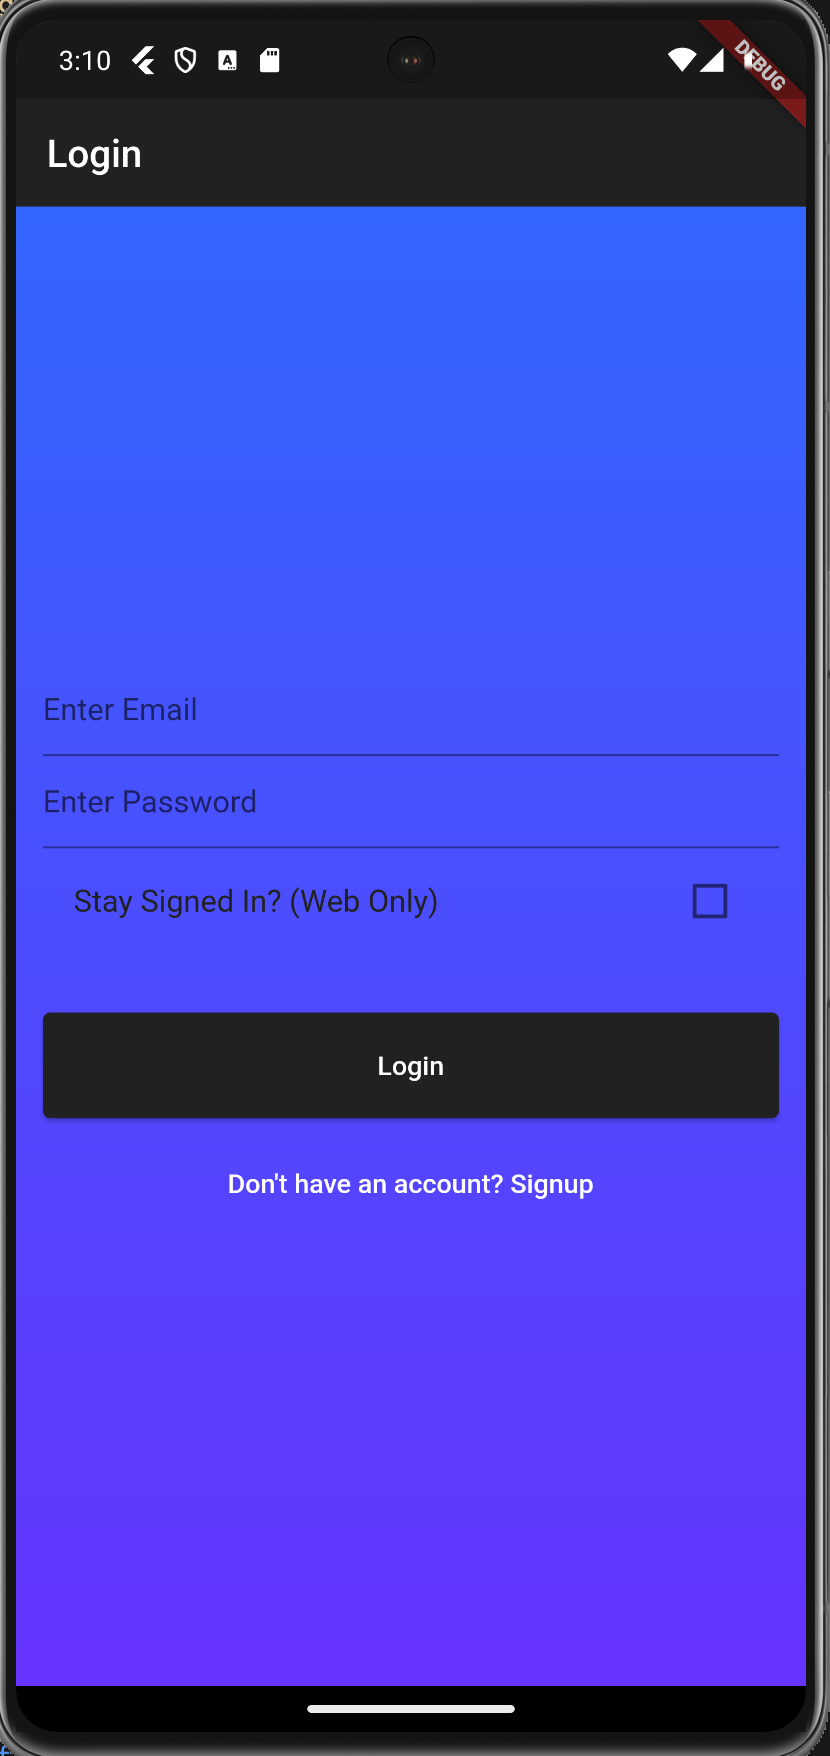 3:10
DEBUG
Login
Enter Email
Enter Password
Stay Signed In? (Web Only)
Login
Don't have an account? Signup